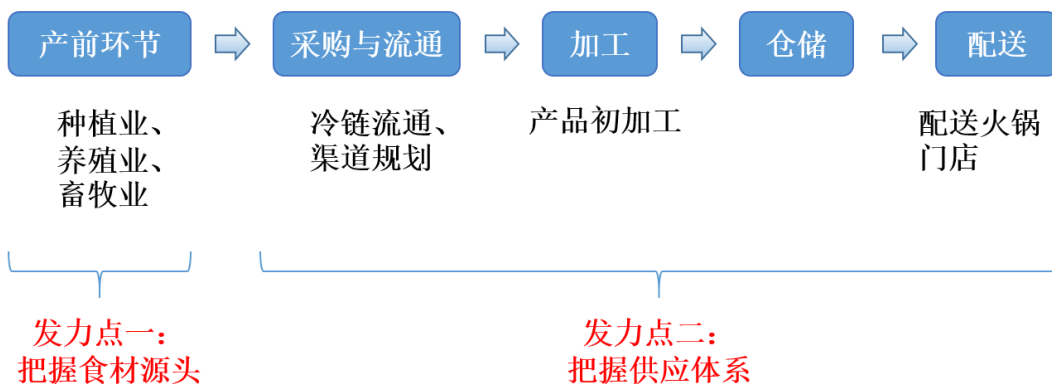 产前环节
采购与流通
加工
仓储
配送
种植业、
养殖业、
畜牧业
冷链流通、
渠道规划
产品初加工
配送火锅
门店
发力点一：
把握食材源头
发力点二：
把握供应体系